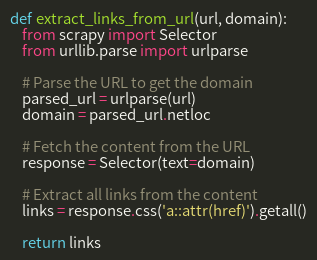 def extract_links_from_url(url, domain):
from scrapy import Selector
from urllib.parse import urlparse
# Parse the URL to get the domain
parsed_url = urlparse(url)
domain = parsed_url.netloc
# Fetch the content from the URL
response = Selector(text=domain)
# Extract all links from the content
links = response.css('a::attr(href)').getall()
return links